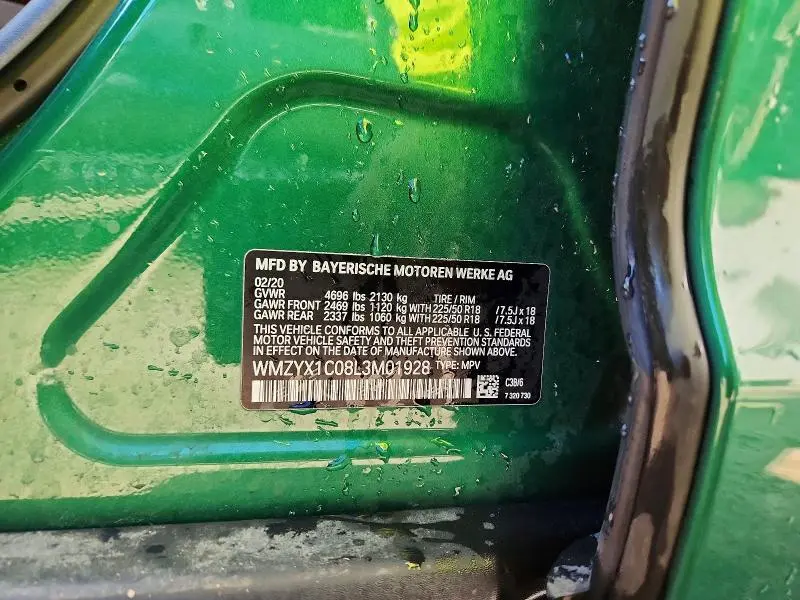 MFD BY BAYERISCHE MOTOREN WERKE AG
02/20
GVWR 4696 lbs 2130 kg TIRE / RIM
GAWR FRONT 2469 lbs 1120 kg WITH 225/50 R18 /7.5J x 18
GAWR REAR 2337 lbs 1060 kg WITH 225/50 R18 /7.5J x 18
THIS VEHICLE CONFORMS TO ALL APPLICABLE U. S. FEDERAL
MOTOR VEHICLE SAFETY AND THEFT PREVENTION STANDARDS
IN EFFECT ON THE DATE OF MANUFACTURE SHOWN ABOVE.
WMZYX1C08L3M01928 TYPE: MPV
C3B/6
7 320 730